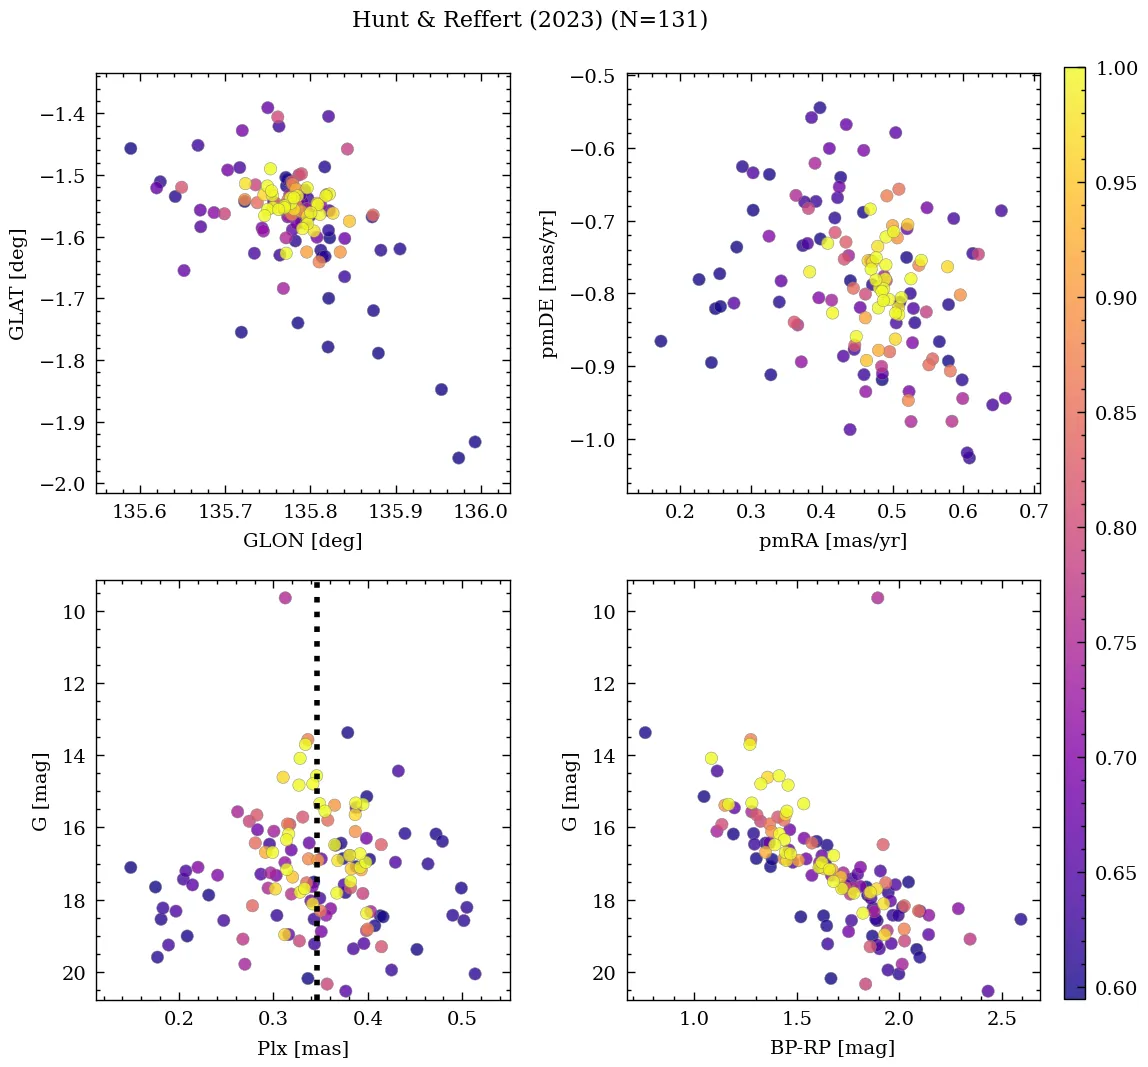 Hunt & Reffert (2023) (N=131)
−1.4
−1.5
−1.6
−1.7
−1.8
−1.9
−2.0
GLAT [deg]
135.6 135.7 135.8 135.9 136.0
GLON [deg]
−0.5
−0.6
−0.7
−0.8
−0.9
−1.0
pmDE [mas/yr]
0.2 0.3 0.4 0.5 0.6 0.7
pmRA [mas/yr]
10
12
14
16
18
20
G [mag]
0.2 0.3 0.4 0.5
Plx [mas]
10
12
14
16
18
20
G [mag]
1.0 1.5 2.0 2.5
BP-RP [mag]
1.00
0.95
0.90
0.85
0.80
0.75
0.70
0.65
0.60